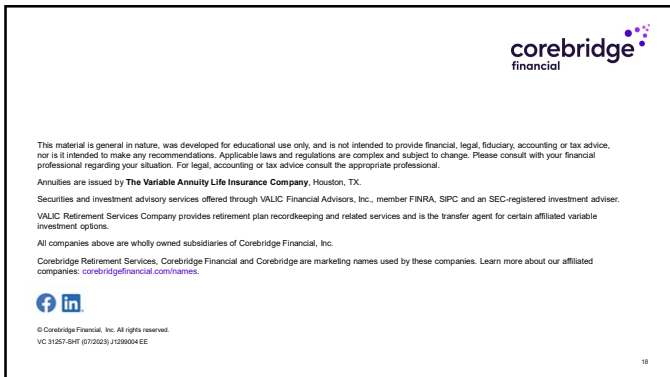 corebridge
financial
This material is general in nature, was developed for educational use only, and is not intended to provide financial, legal, fiduciary, accounting or tax advice,
nor is it intended to make any recommendations. Applicable laws and regulations are complex and subject to change. Please consult with your financial
professional regarding your situation. For legal, accounting or tax advice consult the appropriate professional.
Annuities are issued by The Variable Annuity Life Insurance Company, Houston, TX.
Securities and investment advisory services offered through VALIC Financial Advisors, Inc., member FINRA, SIPC and an SEC-registered investment adviser.
VALIC Retirement Services Company provides retirement plan recordkeeping and related services and is the transfer agent for certain affiliated variable
investment options.
All companies above are wholly owned subsidiaries of Corebridge Financial, Inc.
Corebridge Retirement Services, Corebridge Financial and Corebridge are marketing names used by these companies. Learn more about our affiliated
companies: corebridgefinancial.com/names.
f in
© Corebridge Financial, Inc. All rights reserved.
VC 31257-SHT (07/2023) J1299004 EE
18